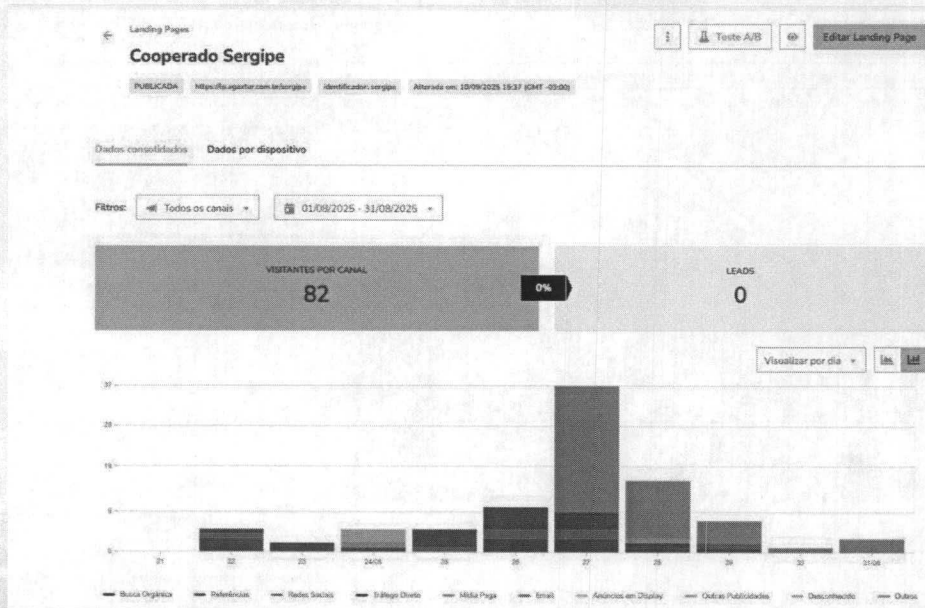 Landing Pages
Cooperado Sergipe
Teste A/B
Editar Landing Page
PUBLICADA
identificador: sergipe
Alterada em: 10/09/2025 15:37 (GMT -03:00)
Dados consolidados
Dados por dispositivo
Filtros:
Todos os canais
01/08/2025 - 31/08/2025
VISITANTES POR CANAL
82
0%
LEADS
0
Visualizar por dia
37
28
19
21
22
23
24/08
25
26
27
28
29
30
31/08
Busca Orgânica
Referências
Redes Sociais
Tráfego Direto
Mídia Paga
Email
Anúncios em Display
Outras Publicidades
Desconhecido
Outros